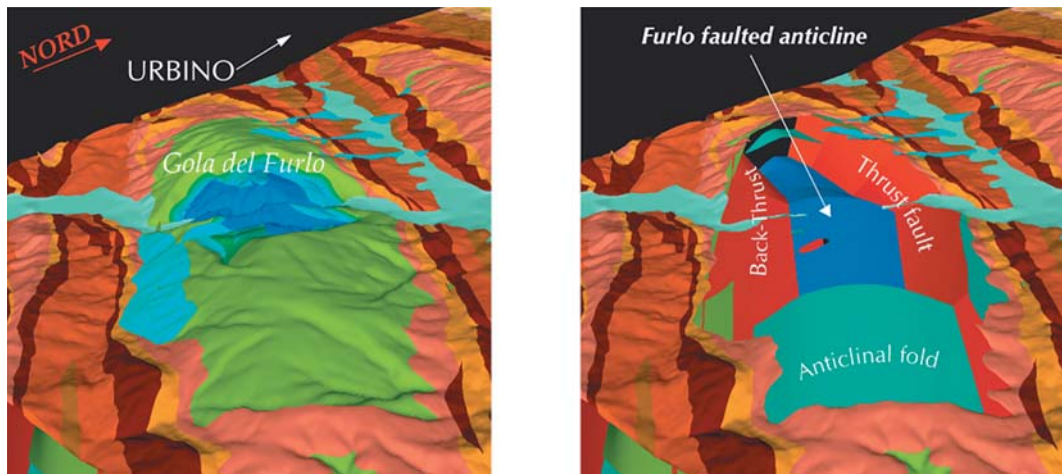 NORD
URBINO
Gola del Furlo
Furlo faulted anticline
Back-Thrust
Thrust fault
Anticlinal fold